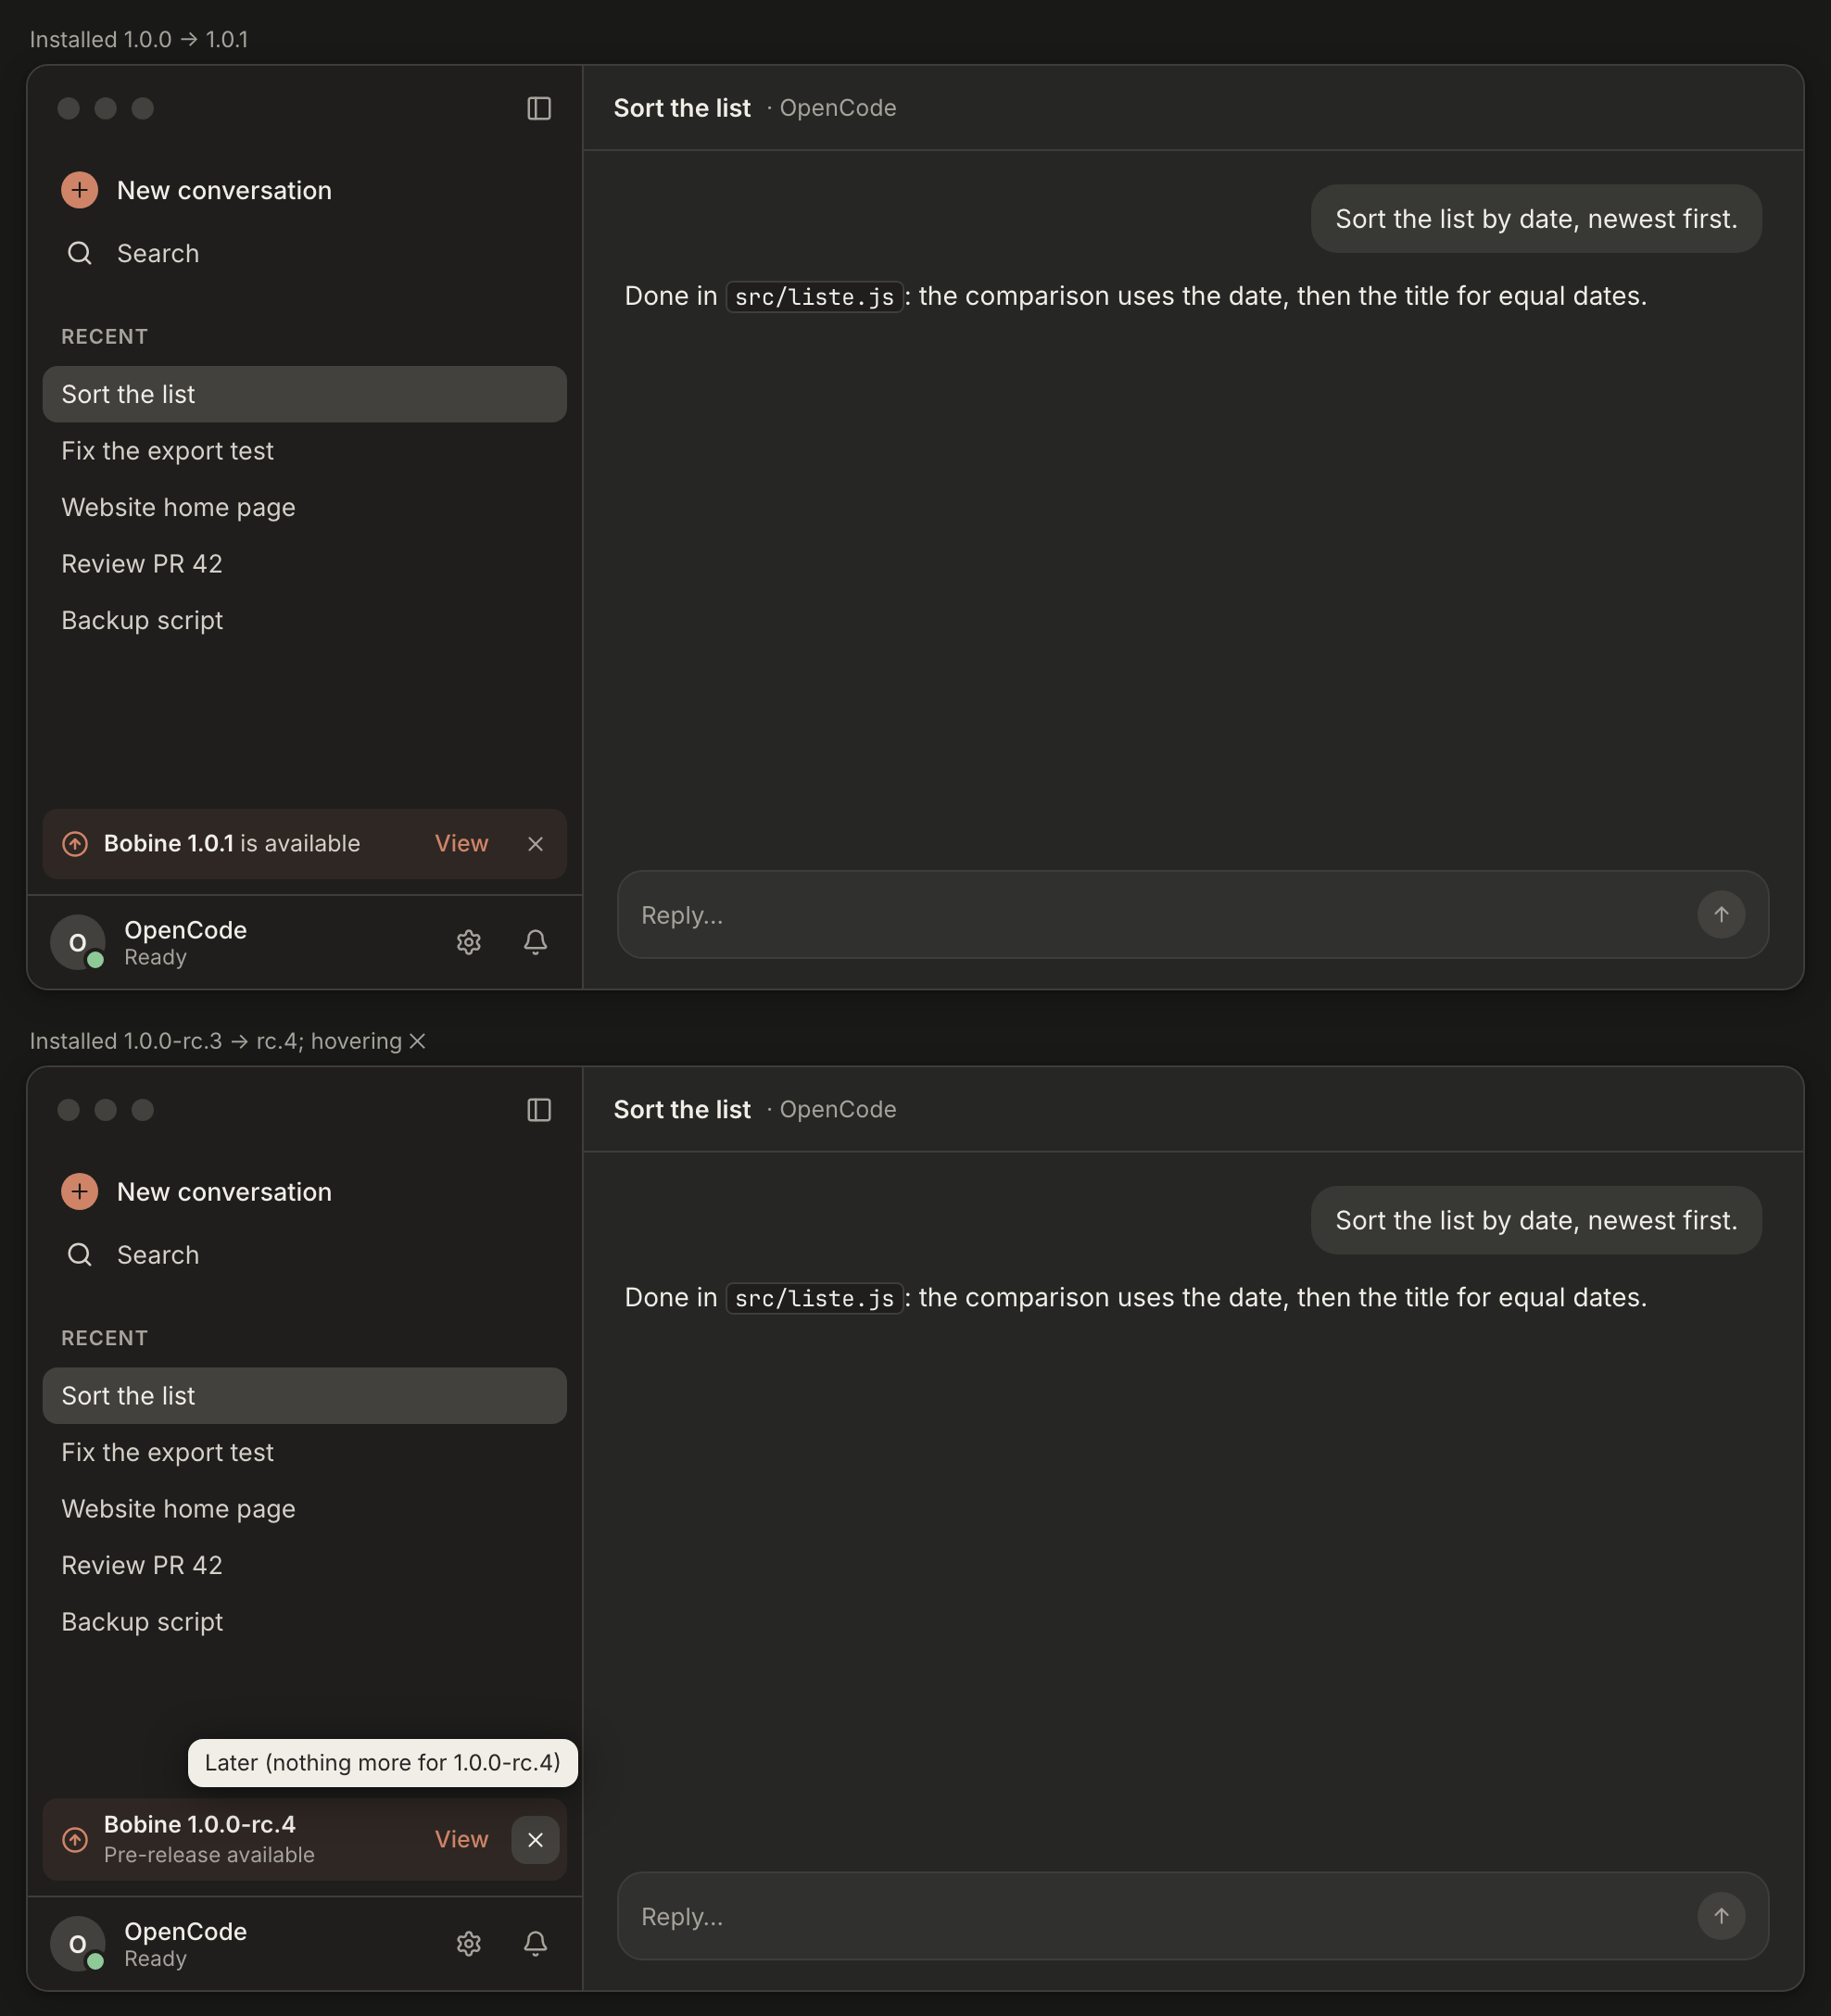 Installed 1.0.0 → 1.0.1
Sort the list · OpenCode
New conversation
Search
RECENT
Sort the list
Fix the export test
Website home page
Review PR 42
Backup script
Bobine 1.0.1 is available View ×
O
OpenCode
Ready
Sort the list by date, newest first.
Done in src/liste.js: the comparison uses the date, then the title for equal dates.
Reply...
Installed 1.0.0-rc.3 → rc.4; hovering ×
Sort the list · OpenCode
New conversation
Search
RECENT
Sort the list
Fix the export test
Website home page
Review PR 42
Backup script
Later (nothing more for 1.0.0-rc.4)
Bobine 1.0.0-rc.4
Pre-release available
View ×
O
OpenCode
Ready
Sort the list by date, newest first.
Done in src/liste.js: the comparison uses the date, then the title for equal dates.
Reply...